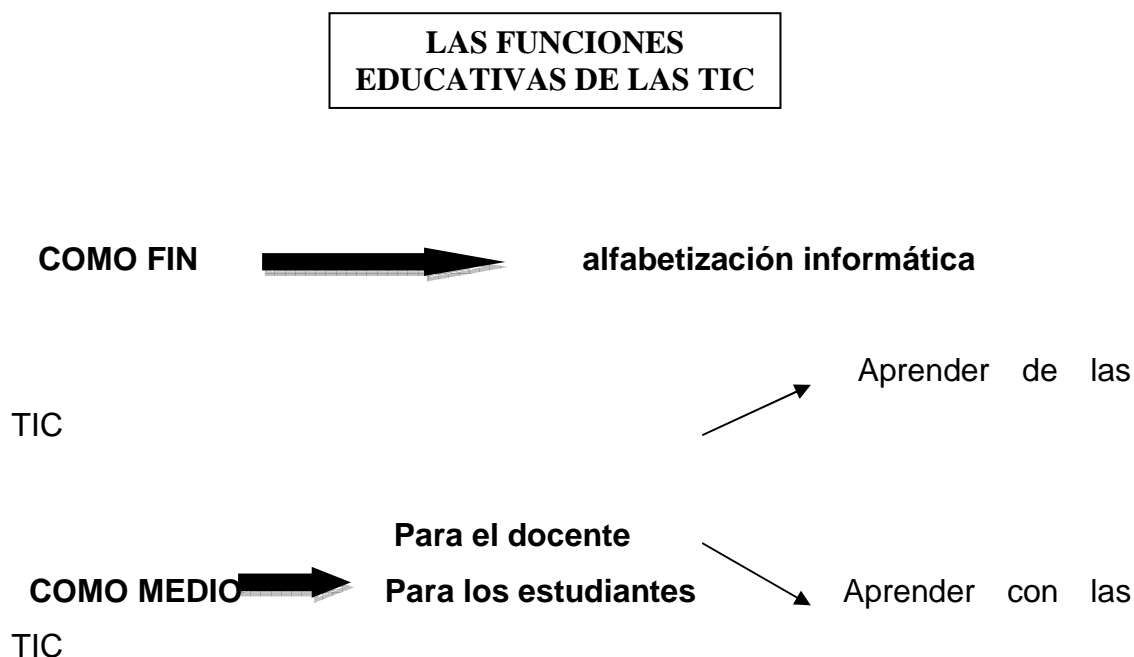 LAS FUNCIONES
EDUCATIVAS DE LAS TIC
COMO FIN alfabetización informática
Aprender de las
TIC
Para el docente
COMO MEDIO Para los estudiantes Aprender con las
TIC